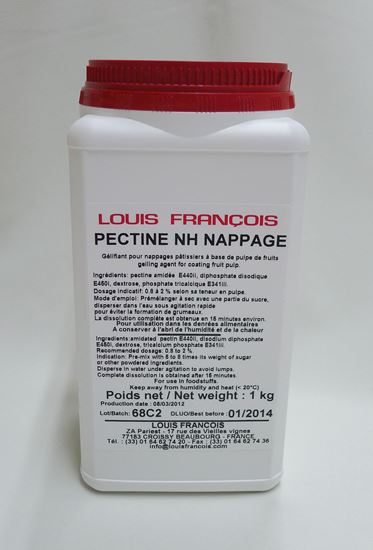 LOUIS FRANÇOIS
PECTINE NH NAPPAGE
Gélifiant pour nappages pâtissiers à base de pulpe de fruits
gelling agent for coating fruit pulp.
Ingrédients: pectine amidée E440ii, diphosphate disodique
E450i, dextrose, phosphate tricalcique E341iii.
Dosage indicatif: 0.8 à 2 % selon sa teneur en pulpe.
Mode d'emploi: Prémélanger à sec avec une partie du sucre,
disperser dans l'eau sous agitation rapide
pour éviter la formation de grumeaux.
La dissolution complète est obtenue en 15 minutes environ.
Pour utilisation dans les denrées alimentaires
A conserver à l'abri de l'humidité et de la chaleur
Ingredients:amidated pectin E440ii, disodium diphosphate
E450i, dextrose, tricalcium phosphate E341iii.
Recommended dosage: 0.8 to 2 %
Indication: Pre-mix with 5 to 8 times its weight of sugar
or other powdered ingredients.
Disperse in water under agitation to avoid lumps.
Complete dissolution is obtained after 15 minutes.
For use in foodstuffs.
Keep away from humidity and heat (< 20°C)
Poids net / Net weight : 1 kg
Date of production : 08/03/2012
Lot/Batch: 68C2 DLUO/Best before : 01/2014
LOUIS FRANCOIS
ZA Pariest - 17 rue des Vieilles vignes
77183 CROISSY BEAUBOURG - FRANCE
Tél. : (33) 01 64 62 74 20 - Fax : (33) 01 64 62 74 36
info@louisfrancois.com